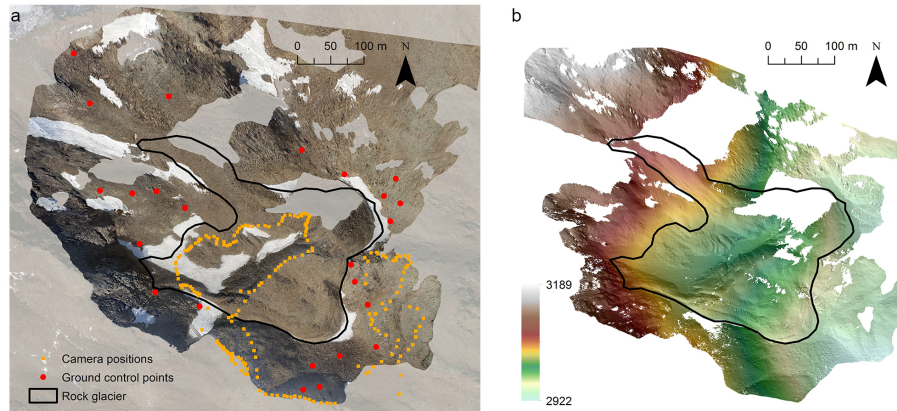 a
0 50 100 m
N
Camera positions
Ground control points
Rock glacier
b
0 50 100 m
N
3189
2922